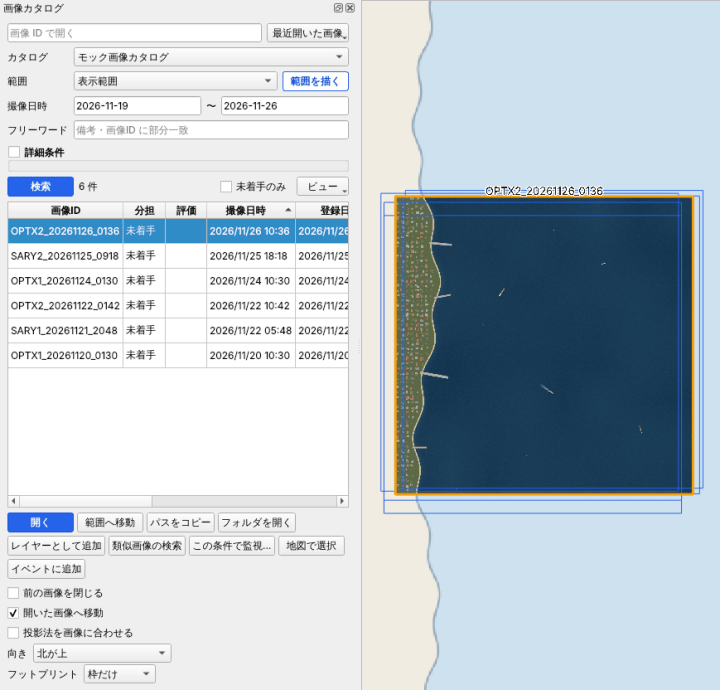 画像カタログ
画像 ID で開く 最近開いた画像
カタログ モック画像カタログ
範囲 表示範囲 範囲を描く
撮像日時 2026-11-19 〜 2026-11-26
フリーワード 備考・画像ID に部分一致
詳細条件
検索 6 件 未着手のみ ビュー
画像ID 分担 評価 撮像日時 登録日
OPTX2_20261126_0136 未着手 2026/11/26 10:36 2026/11/26
SARY2_20261125_0918 未着手 2026/11/25 18:18 2026/11/25
OPTX1_20261124_0130 未着手 2026/11/24 10:30 2026/11/24
OPTX2_20261122_0142 未着手 2026/11/22 10:42 2026/11/22
SARY1_20261121_2048 未着手 2026/11/22 05:48 2026/11/22
OPTX1_20261120_0130 未着手 2026/11/20 10:30 2026/11/20
開く 範囲へ移動 パスをコピー フォルダを開く
レイヤーとして追加 類似画像の検索 この条件で監視... 地図で選択
イベントに追加
前の画像を閉じる
開いた画像へ移動
投影法を画像に合わせる
向き 北が上
フットプリント 枠だけ
OPTX2_20261126_0136